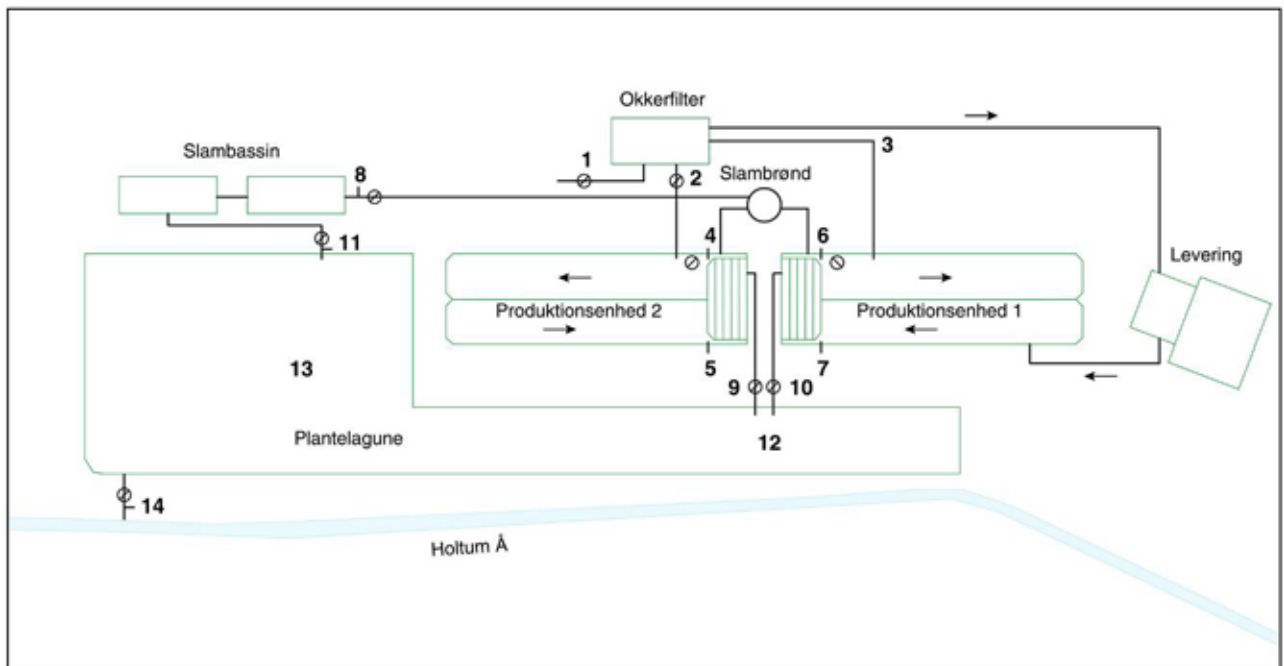 Okkerfilter
3
1
2
Slambassin
8
Slambrønd
11
4
6
Levering
Produktionsenhed 2
Produktionsenhed 1
5
7
13
9
10
Plantelagune
12
14
Holtum Å